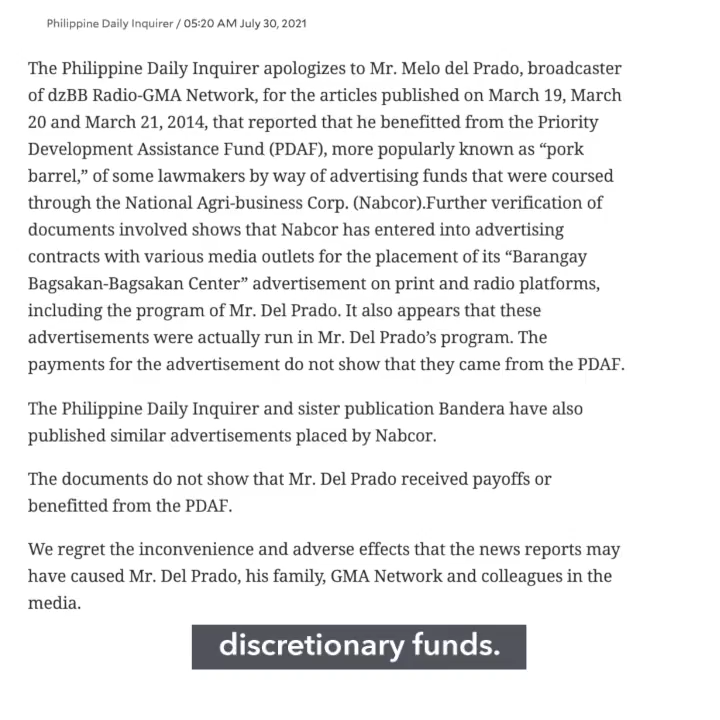 Philippine Daily Inquirer / 05:20 AM July 30, 2021
The Philippine Daily Inquirer apologizes to Mr. Melo del Prado, broadcaster
of dzBB Radio-GMA Network, for the articles published on March 19, March
20 and March 21, 2014, that reported that he benefitted from the Priority
Development Assistance Fund (PDAF), more popularly known as “pork
barrel,” of some lawmakers by way of advertising funds that were coursed
through the National Agri-business Corp. (Nabcor).Further verification of
documents involved shows that Nabcor has entered into advertising
contracts with various media outlets for the placement of its “Barangay
Bagsakan-Bagsakan Center” advertisement on print and radio platforms,
including the program of Mr. Del Prado. It also appears that these
advertisements were actually run in Mr. Del Prado’s program. The
payments for the advertisement do not show that they came from the PDAF.
The Philippine Daily Inquirer and sister publication Bandera have also
published similar advertisements placed by Nabcor.
The documents do not show that Mr. Del Prado received payoffs or
benefitted from the PDAF.
We regret the inconvenience and adverse effects that the news reports may
have caused Mr. Del Prado, his family, GMA Network and colleagues in the
media.
discretionary funds.